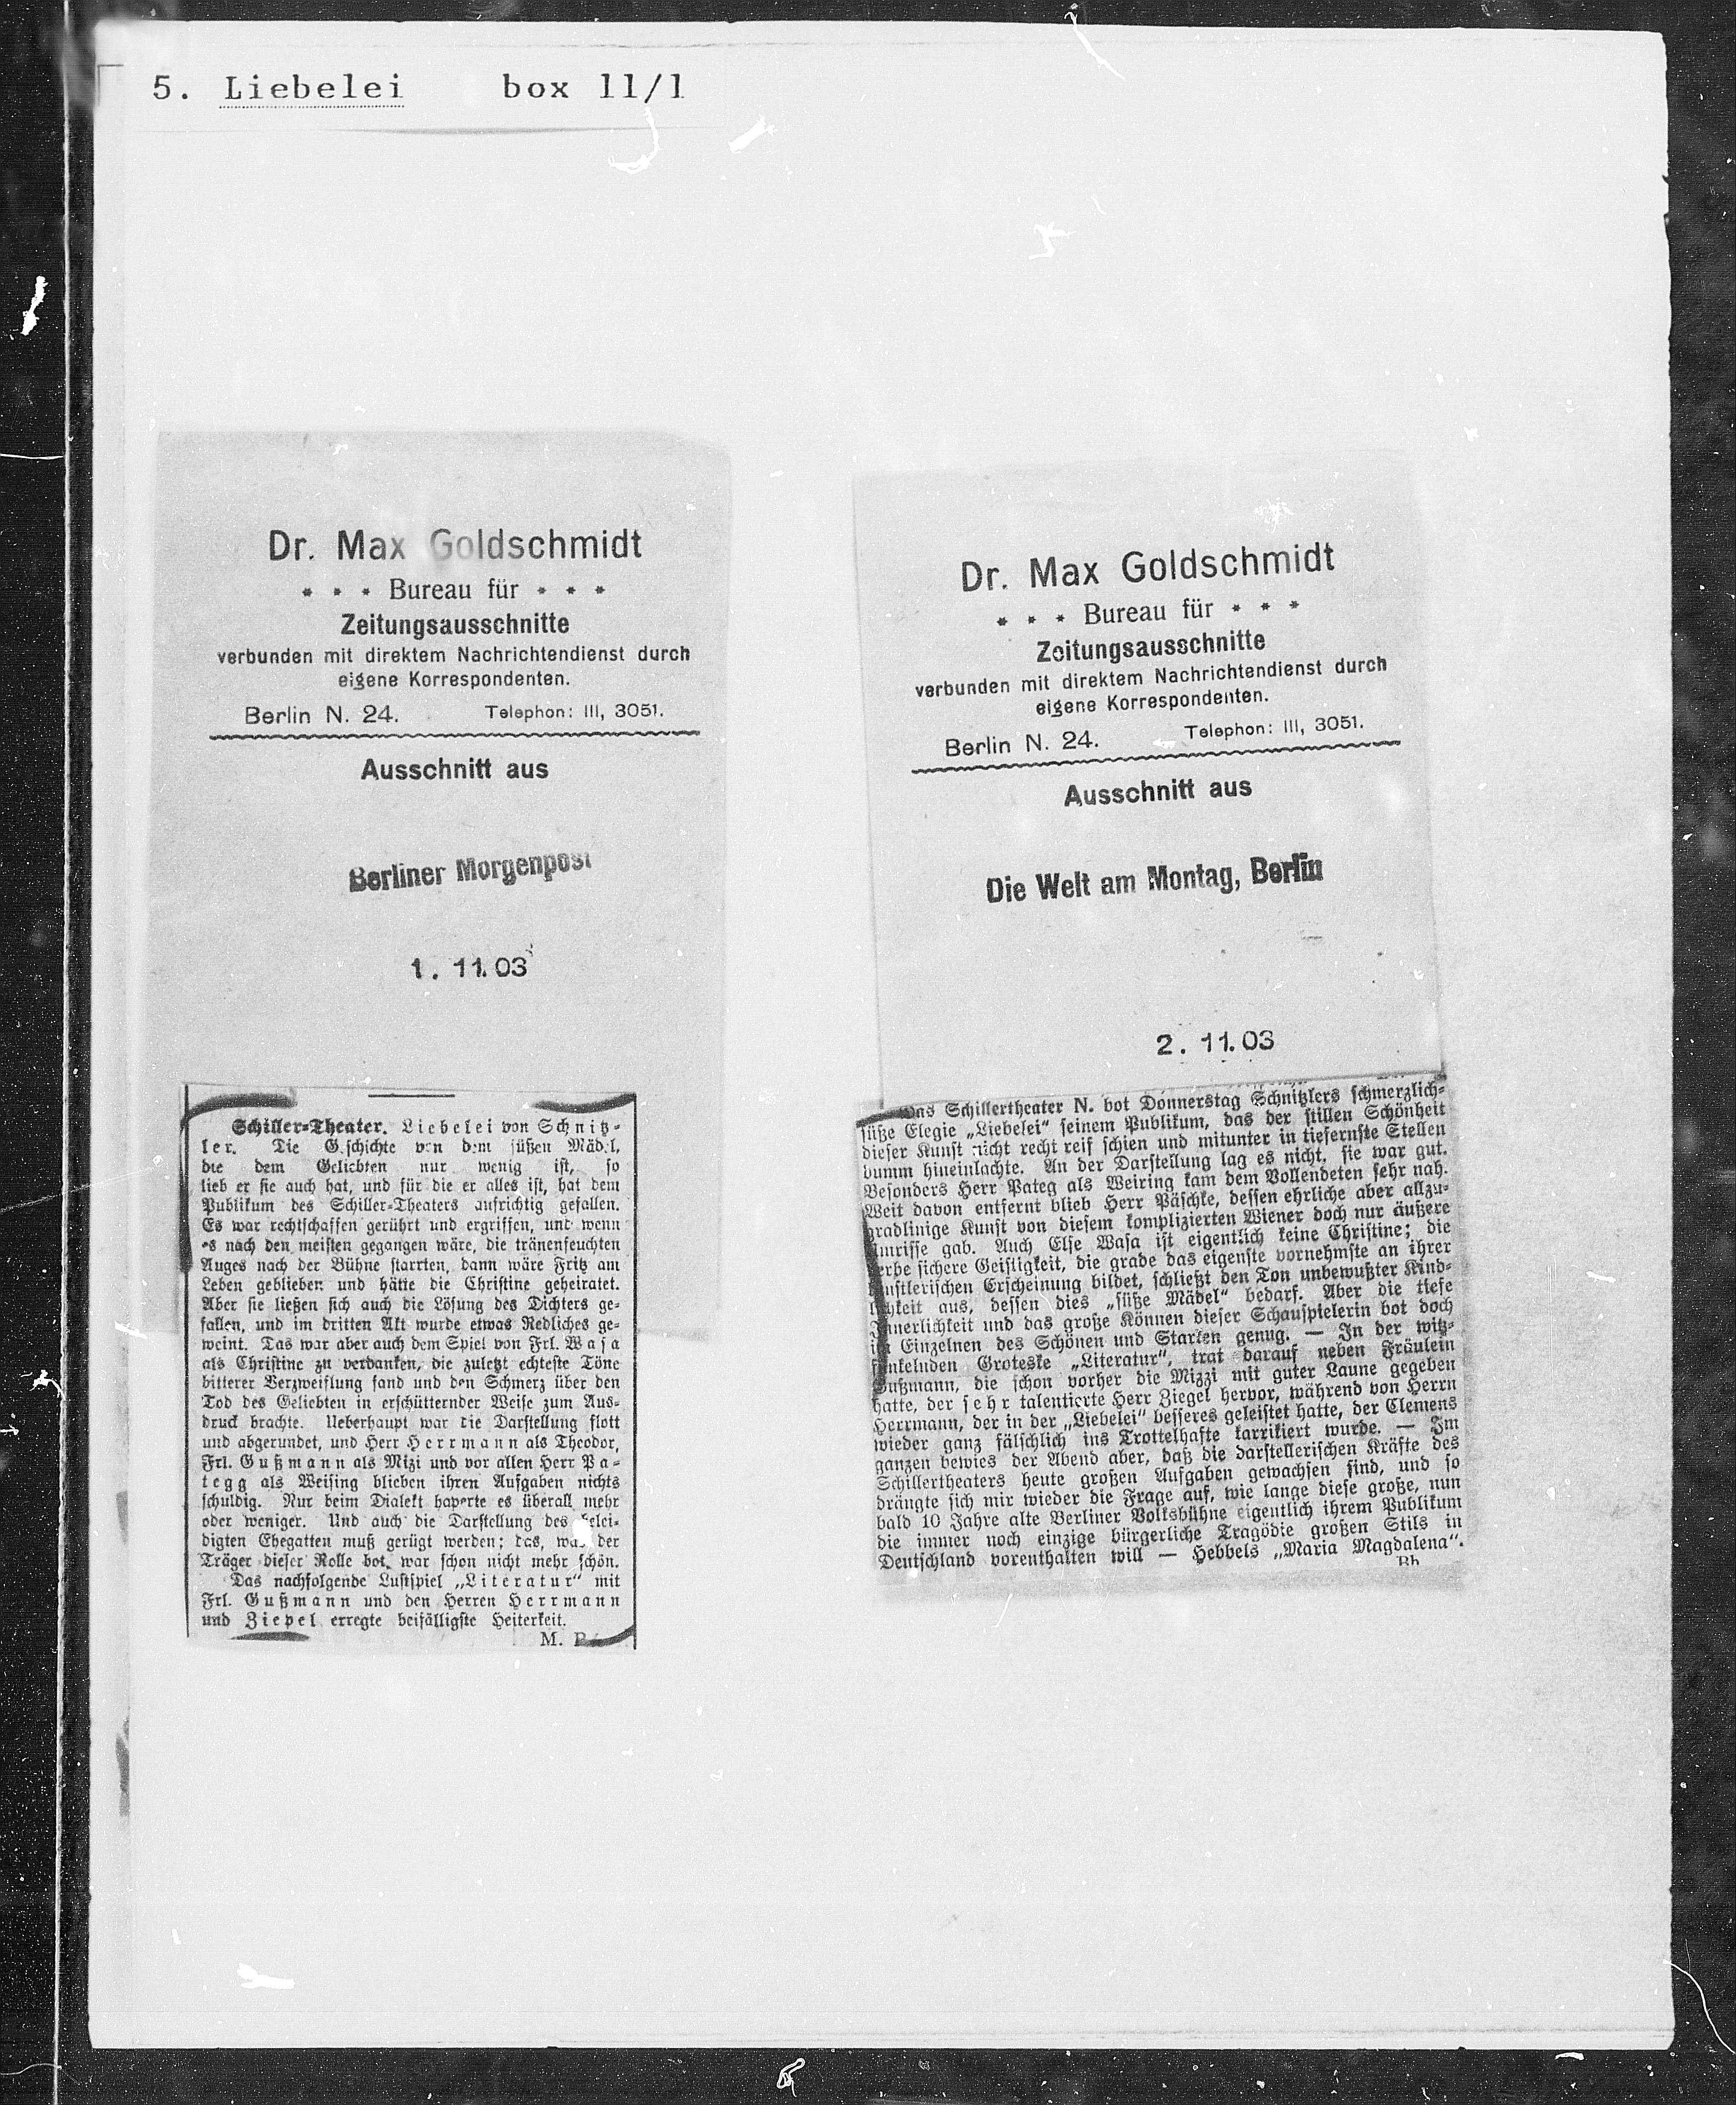 5. Liebelei box 11/1
Dr. Max Goldschmidt
* * * Bureau für * * *
Zeitungsausschnitte
verbunden mit direktem Nachrichtendienst durch
eigene Korrespondenten.
Berlin N. 24. Telephon: III, 3051.
Ausschnitt aus
Berliner Morgenpost
1. 11. 03
Schiller-Theater. Liebelei von Schnitz-
ler. Die G.schichte von dem süßen Mädel,
die dem Geliebten nur wenig ist, so
lieb er sie auch hat, und für die er alles ist, hat dem
Publikum des Schiller-Theaters aufrichtig gefallen.
Es war rechtschaffen gerührt und ergriffen, und wenn
es nach den meisten gegangen wäre, die tränenfeuchten
Auges nach der Bühne starrten, dann wäre Fritz am
Leben geblieben und hätte die Christine geheiratet.
Aber sie ließen sich auch die Lösung des Dichters ge-
fallen, und im dritten Akt wurde etwas Redliches ge-
weint. Das war aber auch dem Spiel von Frl. Wasa
als Christine zu verdanken, die zuletzt echteste Töne
bitterer Verzweiflung fand und den Schmerz über den
Tod des Geliebten in erschütternder Weise zum Aus-
druck brachte. Ueberhaupt war die Darstellung flott
und abgerundet, und Herr Herrmann als Theodor,
Frl. Gußmann als Mizi und vor allen Herr Pa-
tegg als Weising blieben ihren Aufgaben nichts
schuldig. Nur beim Dialekt haperte es überall mehr
oder weniger. Und auch die Darstellung des belei-
digten Ehegatten muß gerügt werden; das, was der
Träger dieser Rolle bot, war schon nicht mehr schön.
Das nachfolgende Lustspiel „Literatur“ mit
Frl. Gußmann und den Herren Herrmann
und Ziepel erregte beifälligste Heiterkeit.
M.
Dr. Max Goldschmidt
* * * Bureau für * * *
Zeitungsausschnitte
verbunden mit direktem Nachrichtendienst durch
eigene Korrespondenten.
Berlin N. 24. Telephon: III, 3051.
Ausschnitt aus
Die Welt am Montag, Berlin
2. 11. 03
Das Schillertheater N. bot Donnerstag Schnitzlers schmerzlich-
süße Elegie „Liebelei“ seinem Publikum, das der stillen Schönheit
dieser Kunst nicht recht reif schien und mitunter in tiefernste Stellen
dumm hineinlachte. An der Darstellung lag es nicht, sie war gut.
Besonders Herr Pateg als Weiring kam dem Vollendeten sehr nah.
Weit davon entfernt blieb Herr Päschke, dessen ehrliche aber allzu-
gradlinige Kunst von diesem komplizierten Wiener doch nur äußere
Umrisse gab. Auch Else Wasa ist eigentlich keine Christine; die
herbe sichere Geistigkeit, die grade das eigenste vornehmste an ihrer
künstlerischen Erscheinung bildet, schließt den Ton unbewußter Kind-
lichkeit aus, dessen dies „süße Mädel“ bedarf. Aber die tiefe
Innerlichkeit und das große Können dieser Schauspielerin bot doch
im Einzelnen des Schönen und Starken genug. — In der witz-
funkelnden Groteske „Literatur“, trat darauf neben Fräulein
Gußmann, die schon vorher die Mizzi mit guter Laune gegeben
hatte, der sehr talentierte Herr Ziegel hervor, während von Herrn
Herrmann, der in der „Liebelei“ besseres geleistet hatte, der Clemens
wieder ganz fälschlich ins Trottelhafte karrikiert wurde. — Im
ganzen bewies der Abend aber, daß die darstellerischen Kräfte des
Schillertheaters heute großen Aufgaben gewachsen sind, und so
drängte sich mir wieder die Frage auf, wie lange diese große, nun
bald 10 Jahre alte Berliner Volksbühne eigentlich ihrem Publikum
die immer noch einzige bürgerliche Tragödie großen Stils in
Deutschland vorenthalten will — Hebbels „Maria Magdalena“.
Bh